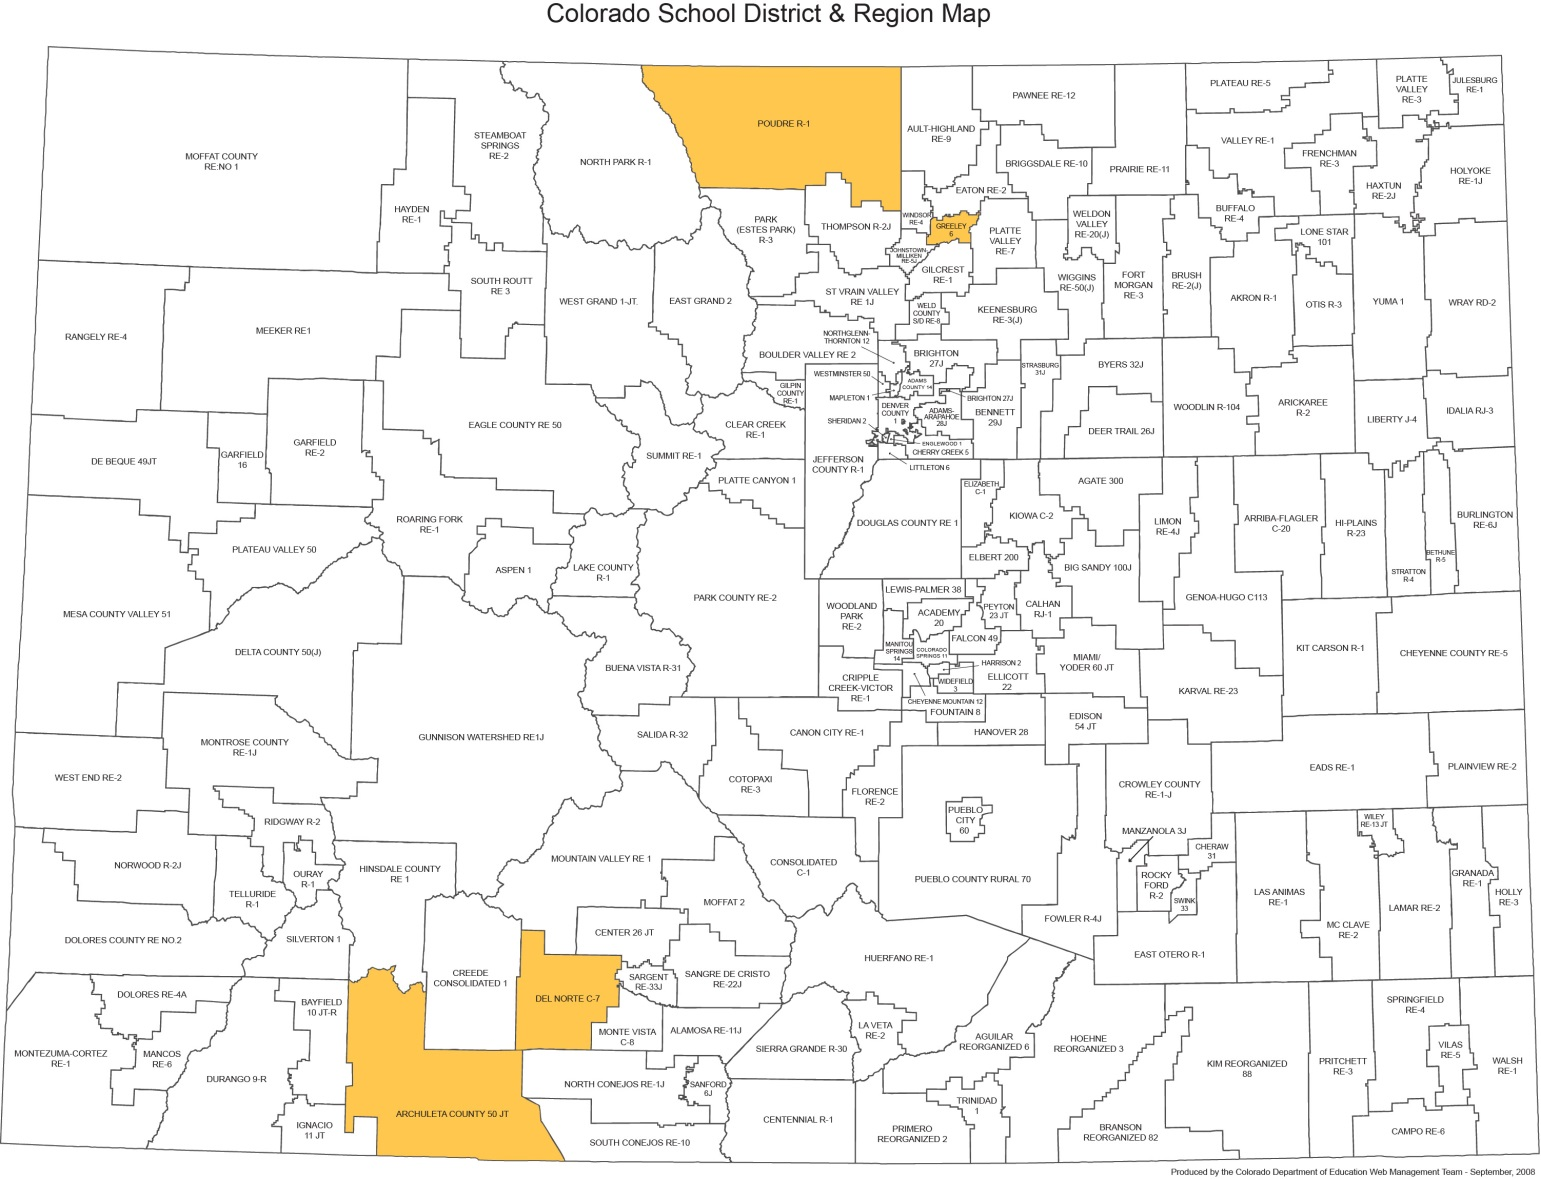 Colorado School District & Region Map
MOFFAT COUNTY
RE:NO 1
HAYDEN
RE-1
STEAMBOAT
SPRINGS
RE-2
NORTH PARK R-1
POUDRE R-1
AULT-HIGHLAND
RE-9
PAWNEE RE-12
BRIGGSDALE RE-10
PRAIRIE RE-11
PLATEAU RE-5
VALLEY RE-1
FRENCHMAN
RE-3
PLATTE
VALLEY
RE-3
JULESBURG
RE-1
HAXTUN
RE-2J
HOLYOKE
RE-1J
BUFFALO
RE-4
LONE STAR
101
EATON RE-2
WINDSOR
RE-4
GREELEY
6
PLATTE
VALLEY
RE-7
WELDON
VALLEY
RE-20(J)
PARK
(ESTES PARK)
R-3
THOMPSON R-2J
JOHNSTOWN-
MILLIKEN
RE-5J
GILCREST
RE-1
ST VRAIN VALLEY
RE 1J
WELD
COUNTY
S/D RE-8
KEENESBURG
RE-3(J)
WIGGINS
RE-50(J)
FORT
MORGAN
RE-3
BRUSH
RE-2(J)
AKRON R-1
OTIS R-3
YUMA 1
WRAY RD-2
SOUTH ROUTT
RE 3
WEST GRAND 1-JT.
EAST GRAND 2
RANGELY RE-4
MEEKER RE1
NORTHGLENN-
THORNTON 12
BOULDER VALLEY RE 2
BRIGHTON
27J
WESTMINSTER 50
ADAMS
COUNTY 14
MAPLETON 1
BRIGHTON 27J
STRASBURG
31J
BYERS 32J
GILPIN
COUNTY
RE-1
DENVER
COUNTY
1
ADAMS-
ARAPAHOE
28J
BENNETT
29J
SHERIDAN 2
ENGLEWOOD 1
CHERRY CREEK 5
LITTLETON 6
DEER TRAIL 26J
WOODLIN R-104
ARICKAREE
R-2
LIBERTY J-4
IDALIA RJ-3
EAGLE COUNTY RE 50
CLEAR CREEK
RE-1
SUMMIT RE-1
JEFFERSON
COUNTY R-1
PLATTE CANYON 1
DE BEQUE 49JT
GARFIELD
16
GARFIELD
RE-2
ROARING FORK
RE-1
PLATEAU VALLEY 50
ASPEN 1
LAKE COUNTY
R-1
PARK COUNTY RE-2
DOUGLAS COUNTY RE 1
ELIZABETH
C-1
KIOWA C-2
AGATE 300
ELBERT 200
BIG SANDY 100J
LIMON
RE-4J
ARRIBA-FLAGLER
C-20
HI-PLAINS
R-23
STRATTON
R-4
BETHUNE
R-5
BURLINGTON
RE-6J
MESA COUNTY VALLEY 51
DELTA COUNTY 50(J)
BUENA VISTA R-31
WOODLAND
PARK
RE-2
LEWIS-PALMER 38
ACADEMY
20
PEYTON
23 JT
CALHAN
RJ-1
GENOA-HUGO C113
MANITOU
SPRINGS
14
COLORADO
SPRINGS 11
FALCON 49
HARRISON 2
WIDEFIELD
3
ELLICOTT
22
MIAMI/
YODER 60 JT
KIT CARSON R-1
CHEYENNE COUNTY RE-5
CRIPPLE
CREEK-VICTOR
RE-1
CHEYENNE MOUNTAIN 12
FOUNTAIN 8
KARVAL RE-23
EDISON
54 JT
HANOVER 28
MONTROSE COUNTY
RE-1J
GUNNISON WATERSHED RE1J
SALIDA R-32
CANON CITY RE-1
COTOPAXI
RE-3
FLORENCE
RE-2
WEST END RE-2
PUEBLO
CITY
60
CROWLEY COUNTY
RE-1-J
EADS RE-1
PLAINVIEW RE-2
RIDGWAY R-2
NORWOOD R-2J
TELLURIDE
R-1
OURAY
R-1
HINSDALE COUNTY
RE 1
MOUNTAIN VALLEY RE 1
CONSOLIDATED
C-1
PUEBLO COUNTY RURAL 70
MANZANOLA 3J
CHERAW
31
ROCKY
FORD
R-2
SWINK
33
FOWLER R-4J
WILEY
RE-13 JT
LAS ANIMAS
RE-1
MC CLAVE
RE-2
LAMAR RE-2
GRANADA
RE-1
HOLLY
RE-3
MOFFAT 2
DOLORES COUNTY RE NO.2
SILVERTON 1
CENTER 26 JT
EAST OTERO R-1
CREEDE
CONSOLIDATED 1
SARGENT
RE-33J
SANGRE DE CRISTO
RE-22J
HUERFANO RE-1
DOLORES RE-4A
BAYFIELD
10 JT-R
DEL NORTE C-7
MONTE VISTA
C-8
ALAMOSA RE-11J
LA VETA
RE-2
SIERRA GRANDE R-30
AGUILAR
REORGANIZED 6
HOEHNE
REORGANIZED 3
SPRINGFIELD
RE-4
MONTEZUMA-CORTEZ
RE-1
MANCOS
RE-6
DURANGO 9-R
NORTH CONEJOS RE-1J
SANFORD
6J
KIM REORGANIZED
88
PRITCHETT
RE-3
VILAS
RE-5
WALSH
RE-1
IGNACIO
11 JT
ARCHULETA COUNTY 50 JT
SOUTH CONEJOS RE-10
CENTENNIAL R-1
PRIMERO
REORGANIZED 2
TRINIDAD
1
BRANSON
REORGANIZED 82
CAMPO RE-6
Produced by the Colorado Department of Education Web Management Team - September, 2008